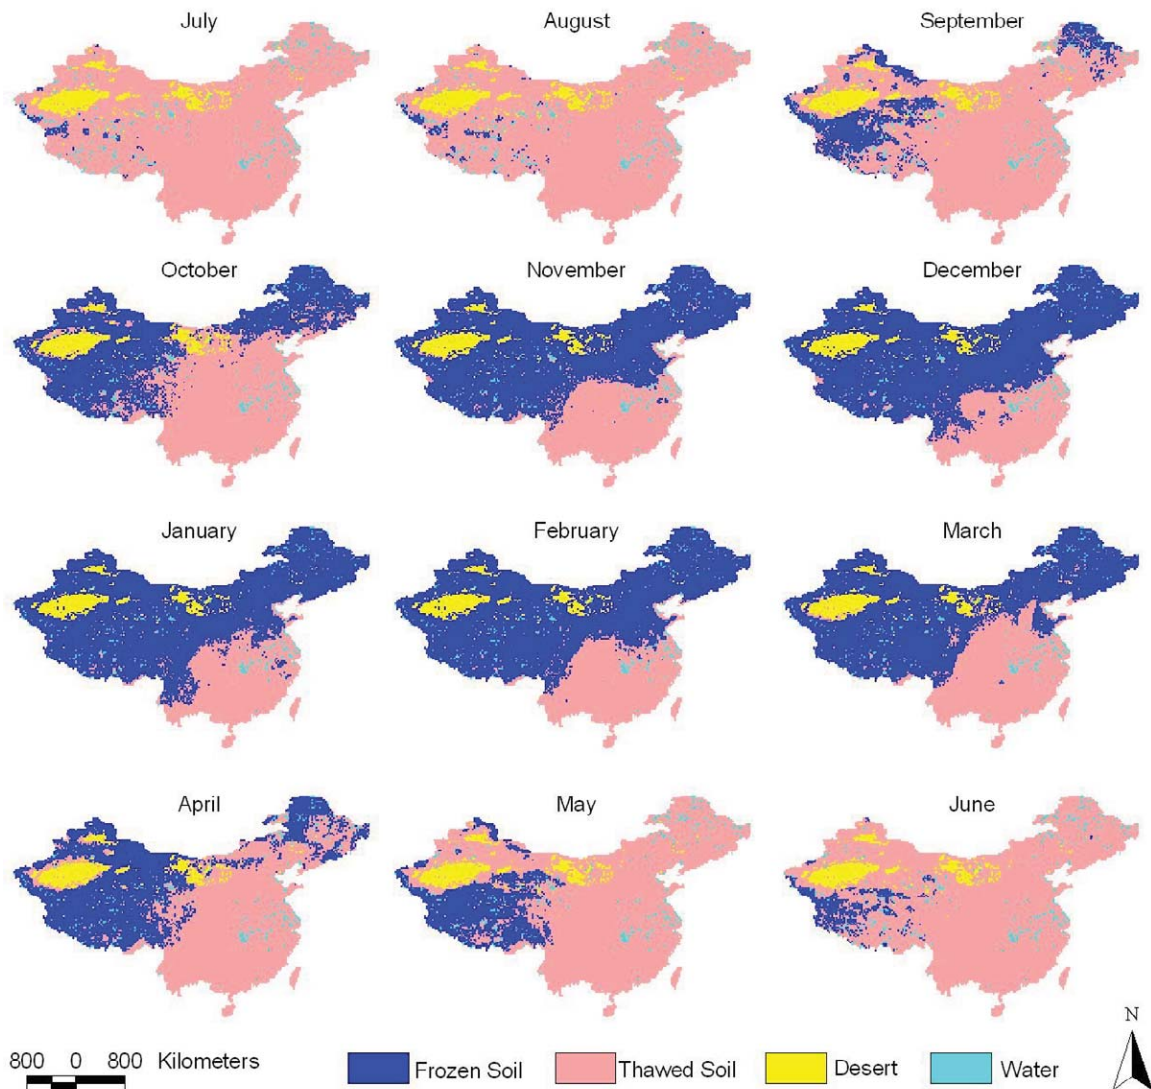 July
August
September
October
November
December
January
February
March
April
May
June
N
800 0 800 Kilometers
Frozen Soil
Thawed Soil
Desert
Water